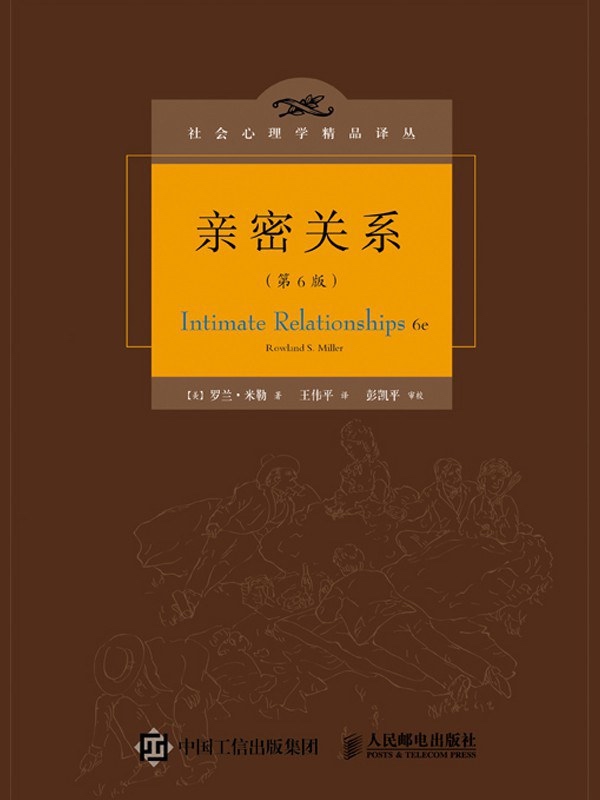 社会心理学精品译丛
亲密关系
（第6版）
Intimate Relationships 6e
Rowland S. Miller
【美】罗兰·米勒 著 王伟平 译 彭凯平 审校
中国工信出版集团
人民邮电出版社
POSTS & TELECOM PRESS